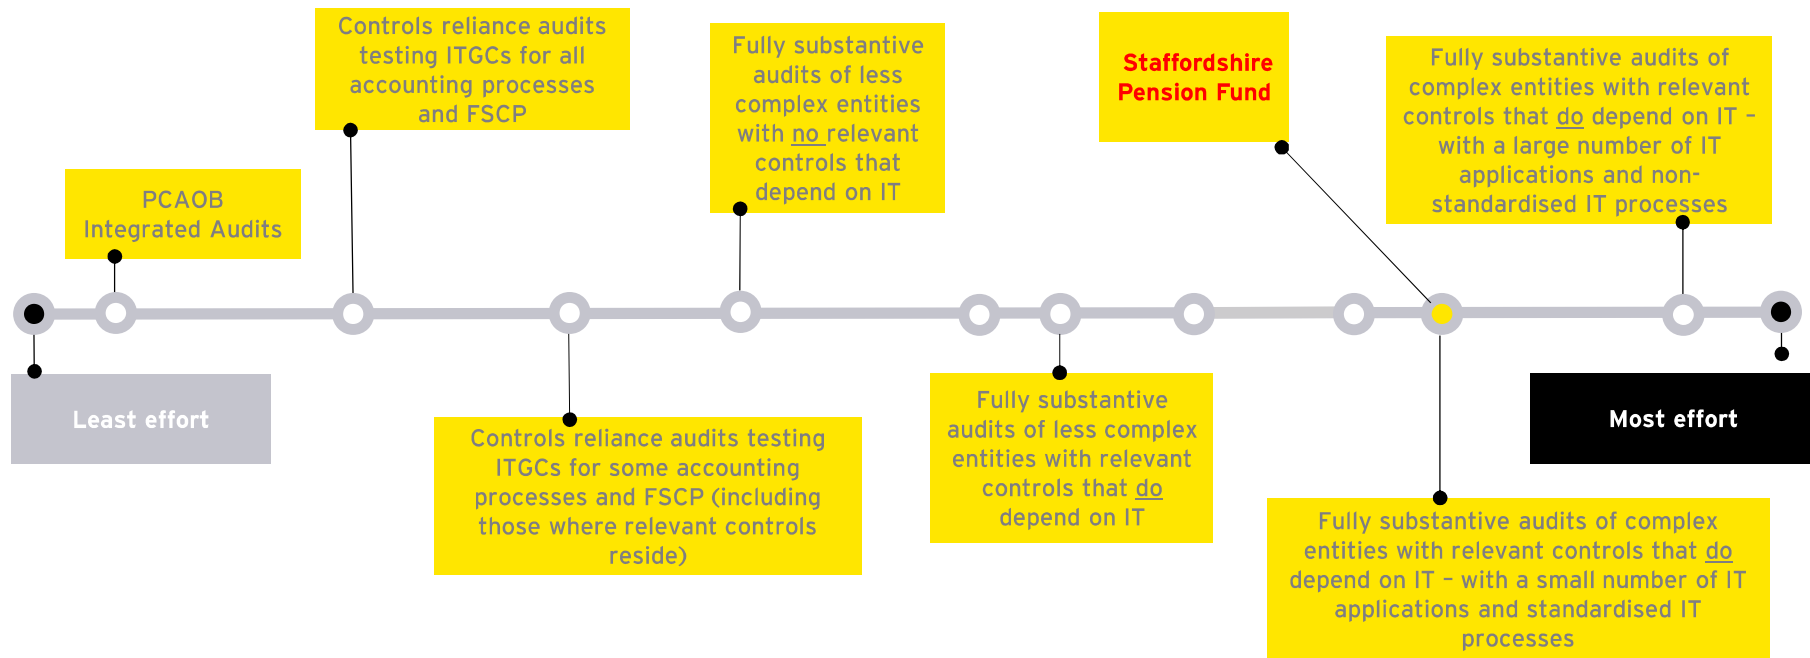 Controls reliance audits
testing ITGCs for all
accounting processes
and FSCP
Fully substantive
audits of less
complex entities
with no relevant
controls that
depend on IT
Staffordshire
Pension Fund
Fully substantive audits of
complex entities with relevant
controls that do depend on IT –
with a large number of IT
applications and non-
standardised IT processes
PCAOB
Integrated Audits
Least effort
Controls reliance audits testing
ITGCs for some accounting
processes and FSCP (including
those where relevant controls
reside)
Fully substantive
audits of less complex
entities with relevant
controls that do
depend on IT
Most effort
Fully substantive audits of complex
entities with relevant controls that do
depend on IT – with a small number of IT
applications and standardised IT
processes